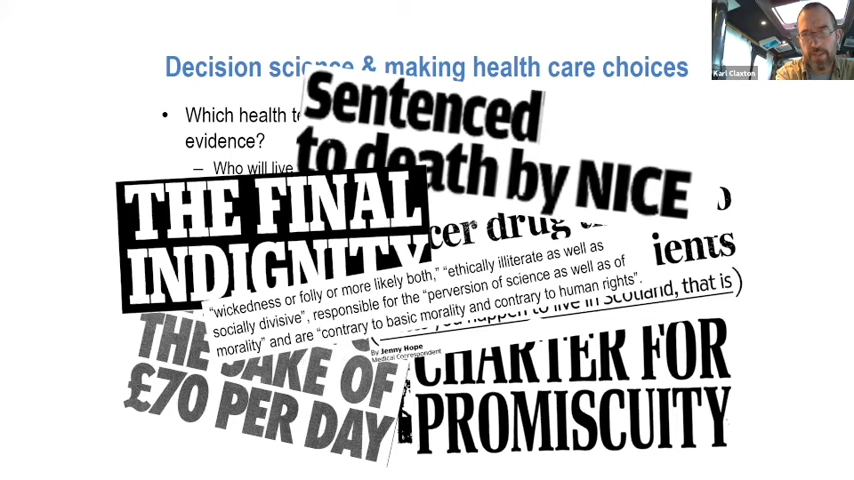 Karl Claxton
Decision science & making health care choices
• Which health te
evidence?
– Who will live
Sentenced
to death by NICE
THE FINAL
INDIGNITY
cer drug
ients
"wickedness or folly or more likely both," "ethically illiterate as well as
socially divisive", responsible for the "perversion of science as well as of
morality" and are "contrary to basic morality and contrary to human rights".
happen to live in Scotland, that is)
By Jenny Hope
Medical Correspondent
THE SAKE OF
£70 PER DAY
CHARTER FOR
PROMISCUITY